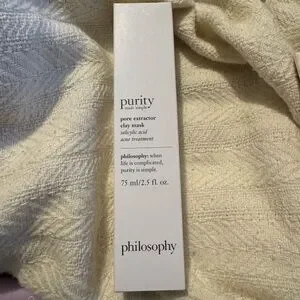 purity
made simple
pore extractor
clay mask
salicylic acid
acne treatment
philosophy: when
life is complicated,
purity is simple.
75 ml/2.5 fl. oz.
philosophy